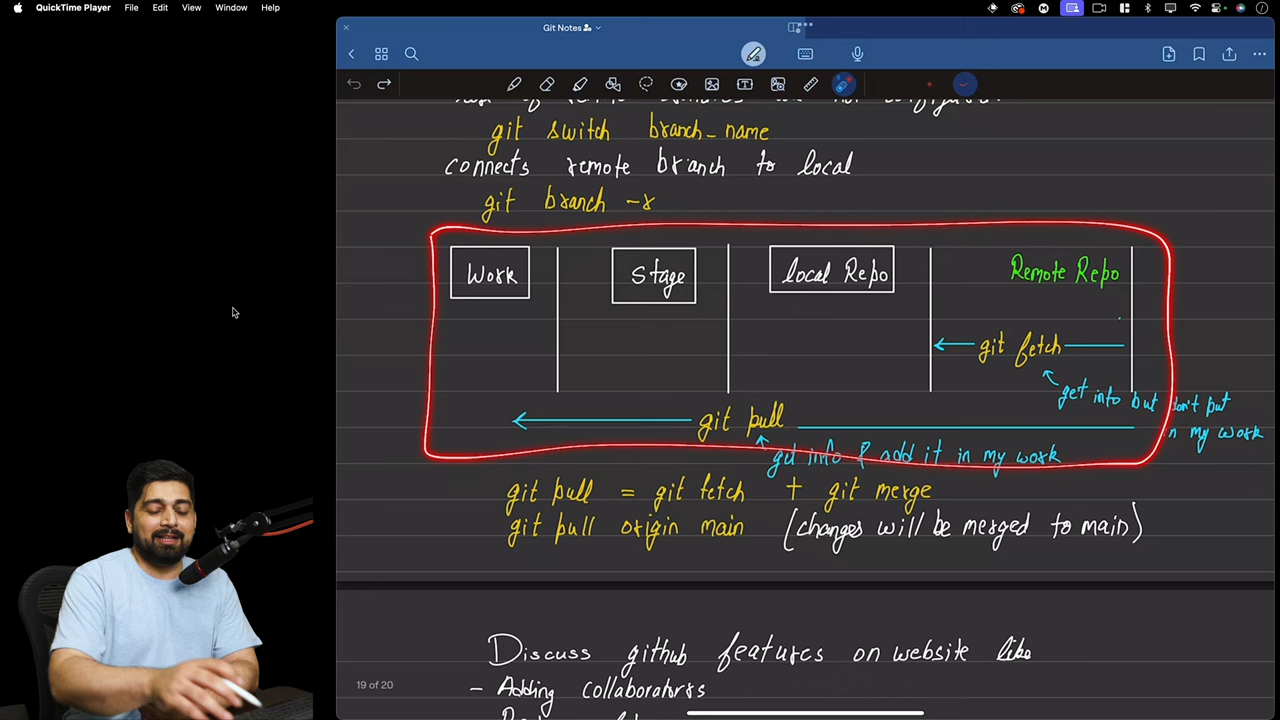 QuickTime Player File Edit View Window Help
Git Notes
git switch branch_name
connects remote branch to local
git branch -r
Work Stage local Repo Remote Repo
git fetch
get into but don't put
in my work
git pull
get info & add it in my work
git pull = git fetch + git merge
git pull origin main (changes will be merged to main)
Discuss github features on website like
19 of 20
- Adding collaborators